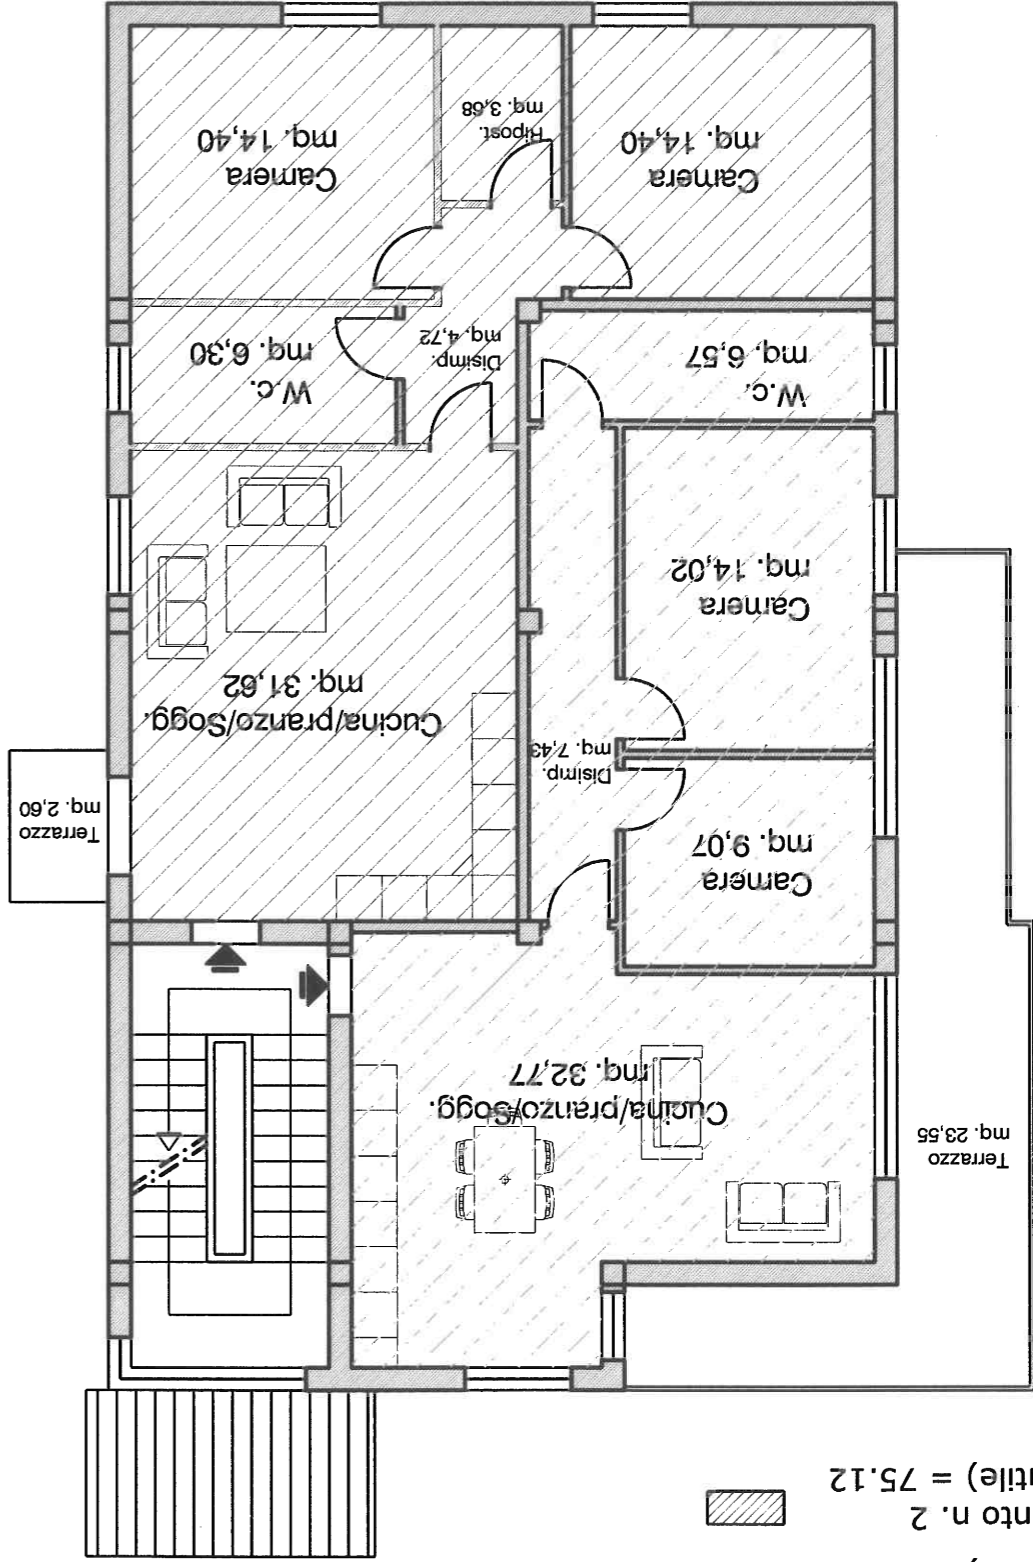 nto n. 2
tile) = 75.12
Terrazzo
mq. 23,55
Cucina/pranzo/Sogg.
mq. 32,77
Camera
mq. 9,07
Disimp.
mq. 7,43
Terrazzo
mq. 2,60
Cucina/pranzo/Sogg.
mq. 31,62
Camera
mq. 14,02
W.c.
mq. 6,57
Disimp.
mq. 4,72
W.c.
mq. 6,30
Camera
mq. 14,40
Ripost.
mq. 3,68
Camera
mq. 14,40